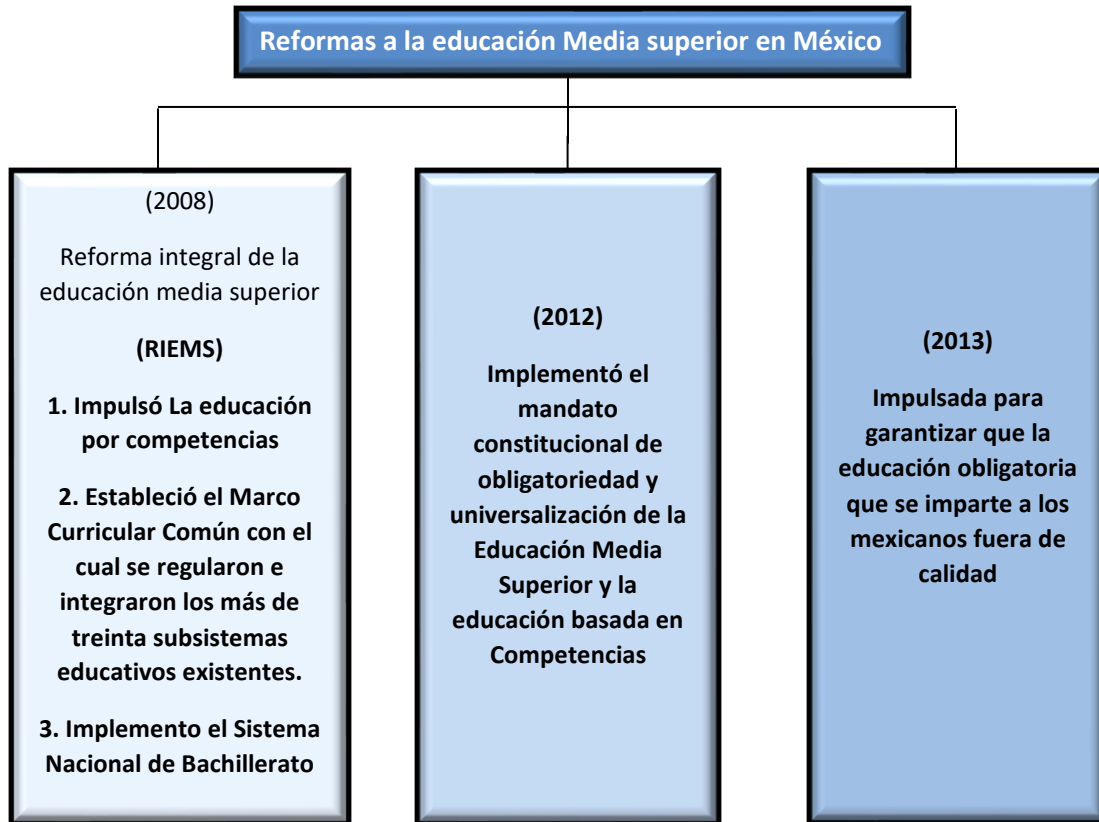 Reformas a la educación Media superior en México
(2008)
Reforma integral de la
educación media superior
(RIEMS)
1. Impulsó La educación
por competencias
2. Estableció el Marco
Curricular Común con el
cual se regularon e
integraron los más de
treinta subsistemas
educativos existentes.
3. Implemento el Sistema
Nacional de Bachillerato
(2012)
Implementó el
mandato
constitucional de
obligatoriedad y
universalización de la
Educación Media
Superior y la
educación basada en
Competencias
(2013)
Impulsada para
garantizar que la
educación obligatoria
que se imparte a los
mexicanos fuera de
calidad